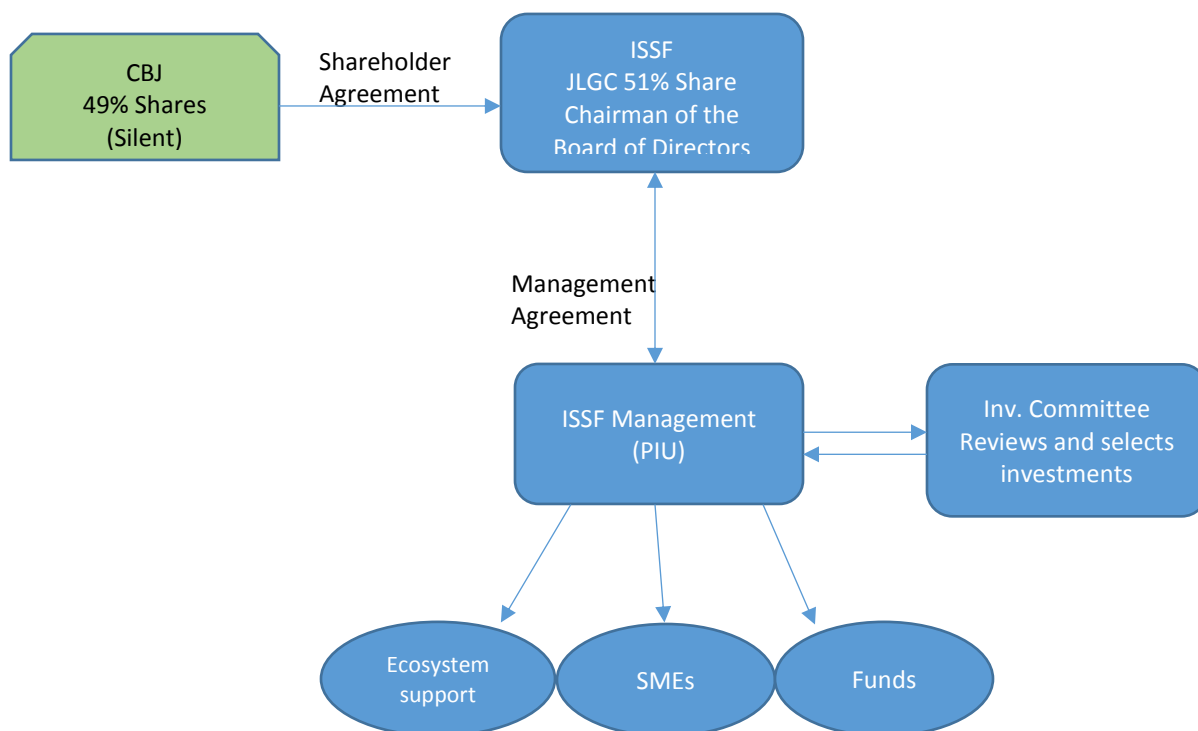 CBJ
49% Shares
(Silent)
Shareholder
Agreement
ISSF
JLGC 51% Share
Chairman of the
Board of Directors
Management
Agreement
ISSF Management
(PIU)
Inv. Committee
Reviews and selects
investments
Ecosystem
support
SMEs
Funds